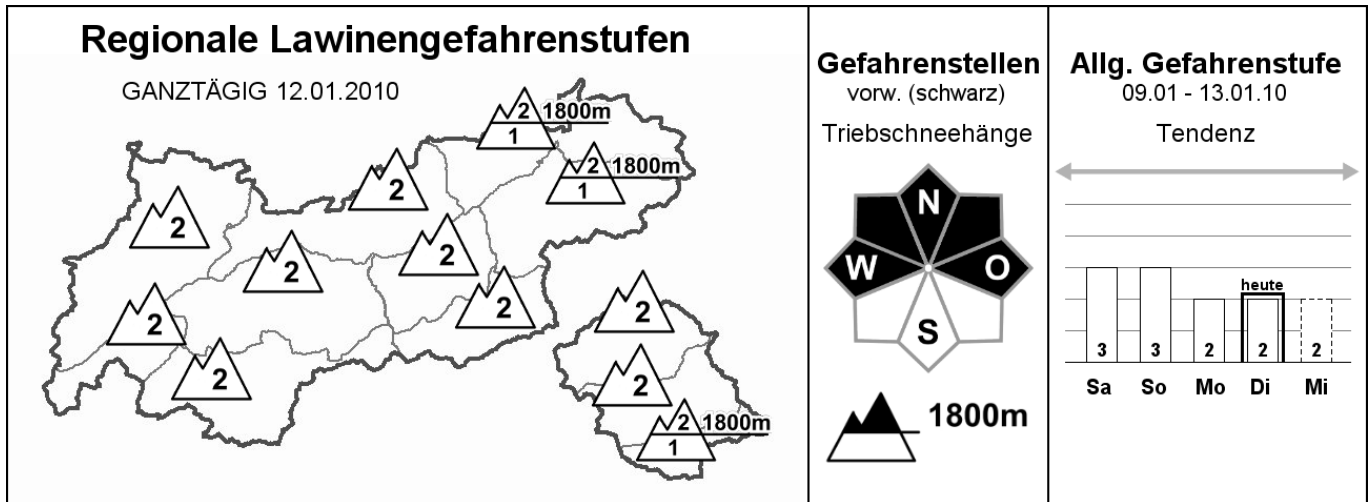 Regionale Lawinengefahrenstufen
GANZTÄGIG 12.01.2010
2 1800m
1
2 1800m
1
2
2
2
2
2
2
2
2
2
2 1800m
1
Gefahrenstellen
vorw. (schwarz)
Triebschneehänge
N
W O
S
1800m
Allg. Gefahrenstufe
09.01 - 13.01.10
Tendenz
heute
3 3 2 2 2
Sa So Mo Di Mi